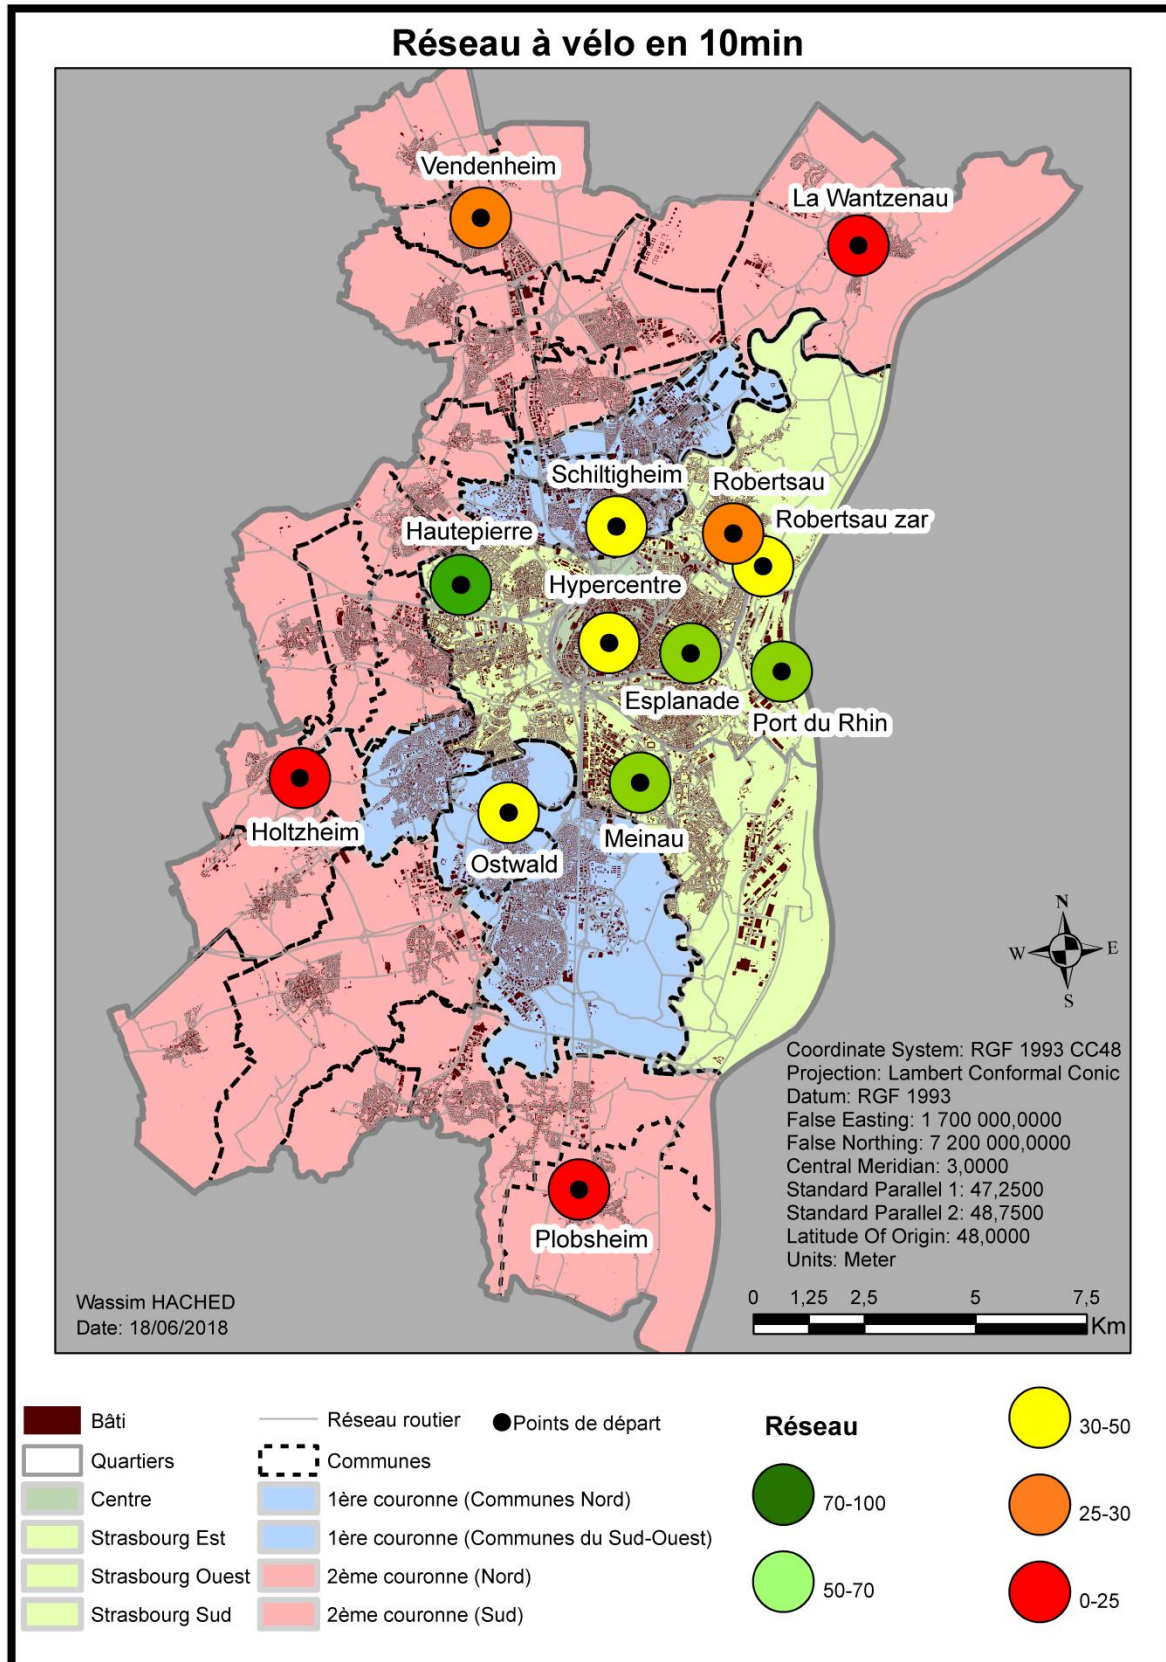 Réseau à vélo en 10min
Vendenheim
La Wantzenau
Schiltigheim
Robertsau
Robertsau zar
Hautepierre
Hypercentre
Esplanade
Port du Rhin
Holtzheim
Ostwald
Meinau
Plobsheim
N
W
E
S
Coordinate System: RGF 1993 CC48
Projection: Lambert Conformal Conic
Datum: RGF 1993
False Easting: 1 700 000,0000
False Northing: 7 200 000,0000
Central Meridian: 3,0000
Standard Parallel 1: 47,2500
Standard Parallel 2: 48,7500
Latitude Of Origin: 48,0000
Units: Meter
Wassim HACHED
Date: 18/06/2018
0 1,25 2,5 5 7,5
Km
Bâti
Quartiers
Centre
Strasbourg Est
Strasbourg Ouest
Strasbourg Sud
Réseau routier
Communes
1ère couronne (Communes Nord)
1ère couronne (Communes du Sud-Ouest)
2ème couronne (Nord)
2ème couronne (Sud)
Points de départ
Réseau
70-100
50-70
30-50
25-30
0-25